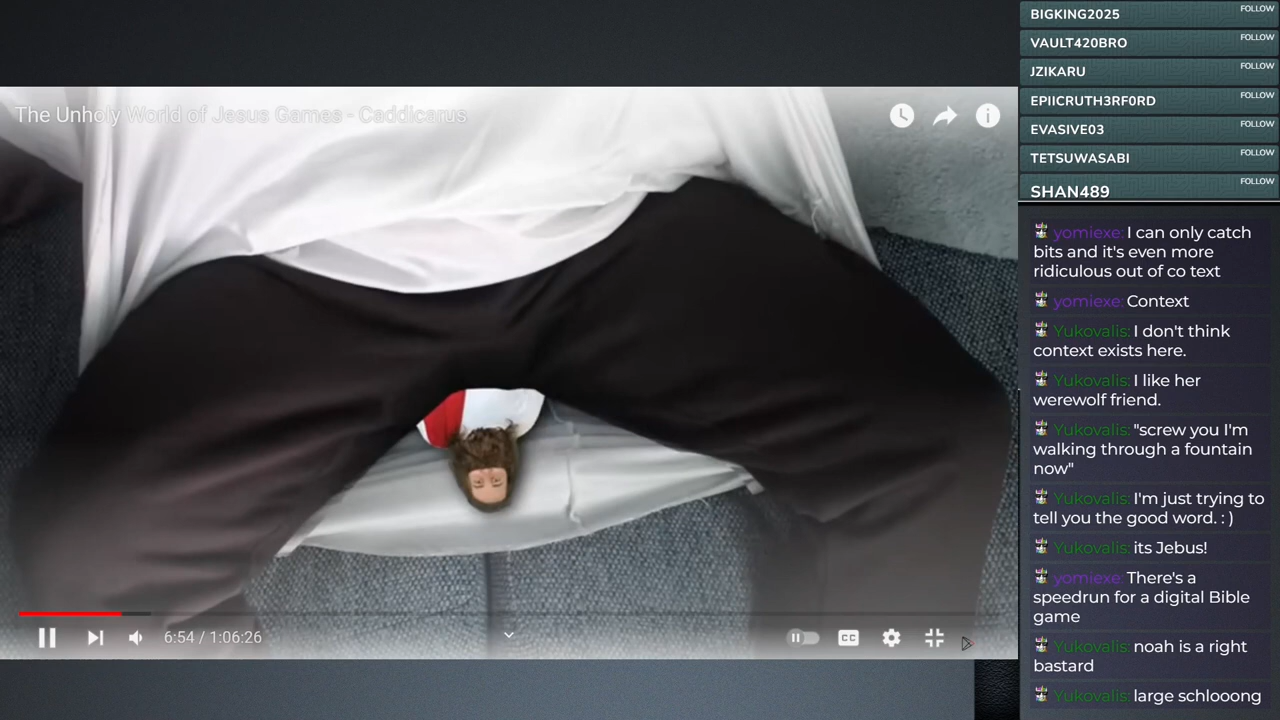 The Unholy World of Jesus Games - Caddicarus
6:54 / 1:06:26
CC
BIGKING2025 FOLLOW
VAULT420BRO FOLLOW
JZIKARU FOLLOW
EPIICRUTH3RF0RD FOLLOW
EVASIVE03 FOLLOW
TETSUWASABI FOLLOW
SHAN489 FOLLOW
yomiexe: I can only catch
bits and it's even more
ridiculous out of co text
yomiexe: Context
Yukovalis: I don't think
context exists here.
Yukovalis: I like her
werewolf friend.
Yukovalis: "screw you I'm
walking through a fountain
now"
Yukovalis: I'm just trying to
tell you the good word. : )
Yukovalis: its Jebus!
yomiexe: There's a
speedrun for a digital Bible
game
Yukovalis: noah is a right
bastard
Yukovalis: large schlooong